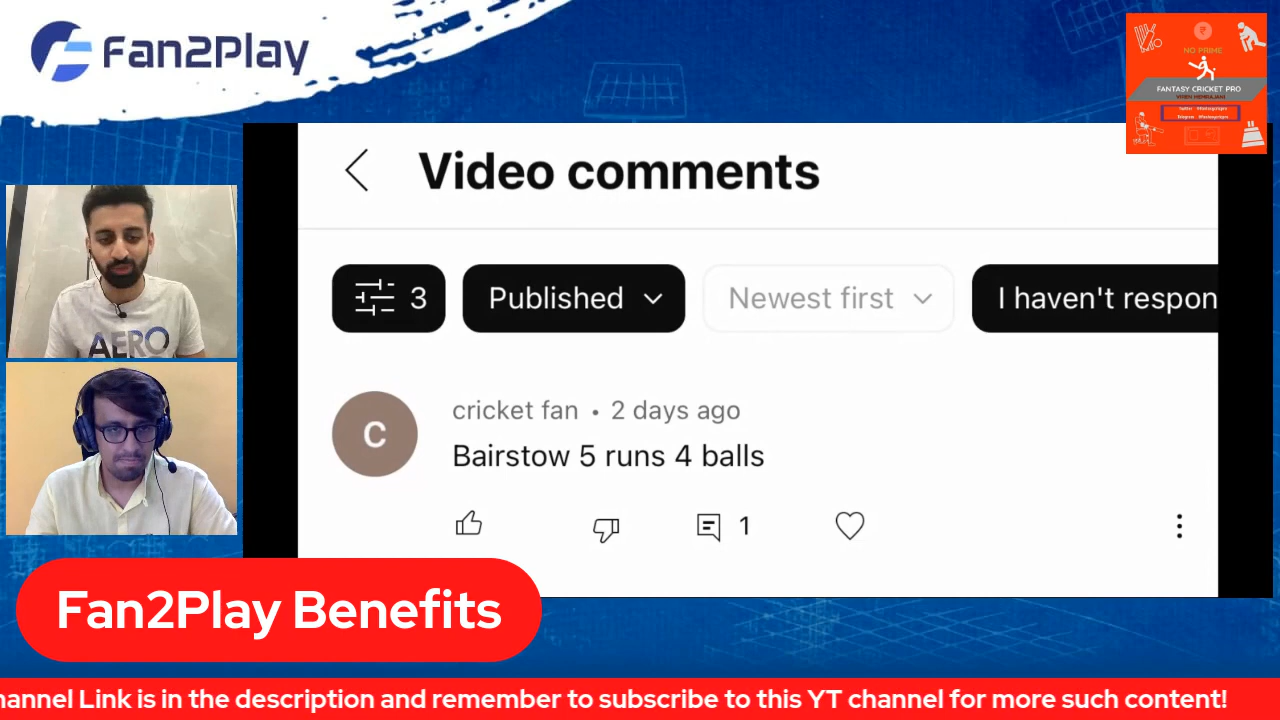 Fan2Play
NO PRIME
FANTASY CRICKET PRO
Video comments
3
Published
Newest first
I haven't respon
AERO
cricket fan • 2 days ago
C
Bairstow 5 runs 4 balls
1
Fan2Play Benefits
hannel Link is in the description and remember to subscribe to this YT channel for more such content!